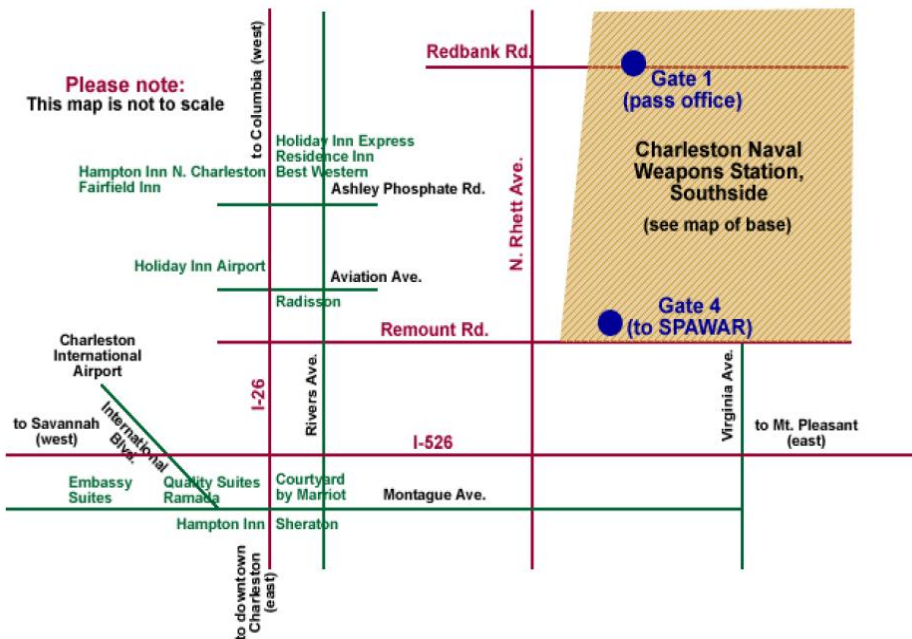 Please note:
This map is not to scale
to Columbia (west)
Redbank Rd.
Gate 1
(pass office)
Holiday Inn Express
Residence Inn
Best Western
Hampton Inn N. Charleston
Fairfield Inn
Ashley Phosphate Rd.
N. Rhett Ave.
Charleston Naval
Weapons Station,
Southside
(see map of base)
Holiday Inn Airport
Aviation Ave.
Radisson
Gate 4
(to SPAWAR)
Remount Rd.
Charleston
International
Airport
I-26
Rivers Ave.
Virginia Ave.
to Savannah
(west)
International
Blvd.
I-526
to Mt. Pleasant
(east)
Embassy
Suites
Quality Suites
Ramada
Courtyard
by Marriot
Montague Ave.
Hampton Inn
Sheraton
to downtown
Charleston
(east)